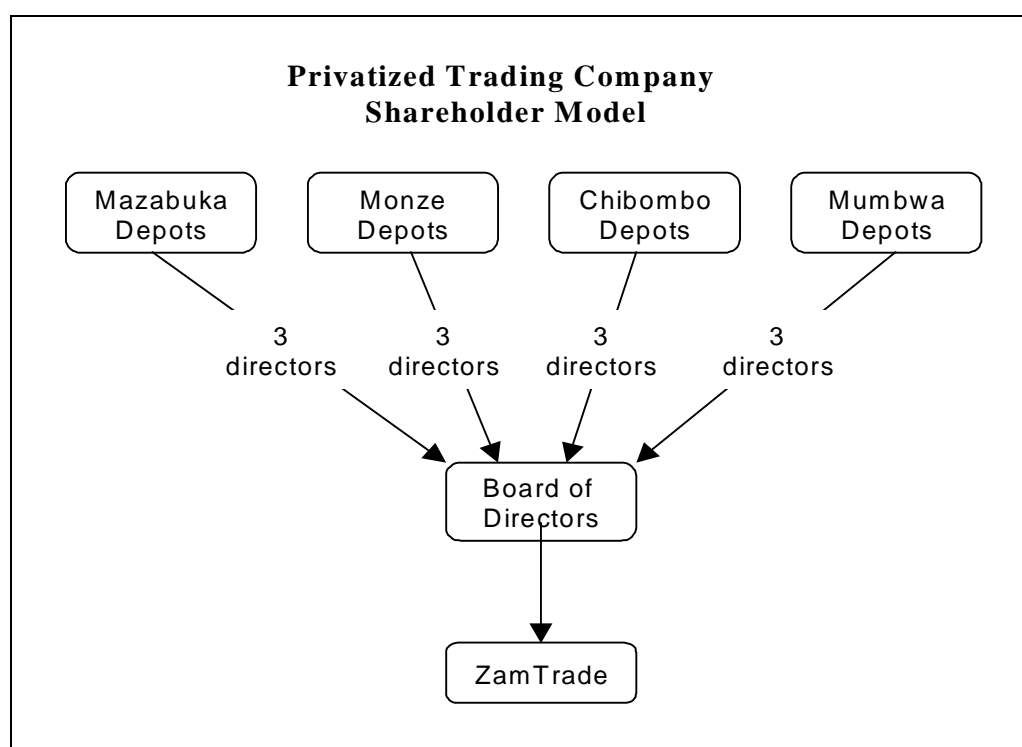 Privatized Trading Company
Shareholder Model
Mazabuka
Depots
Monze
Depots
Chibombo
Depots
Mumbwa
Depots
3
directors
3
directors
3
directors
3
directors
Board of
Directors
ZamTrade